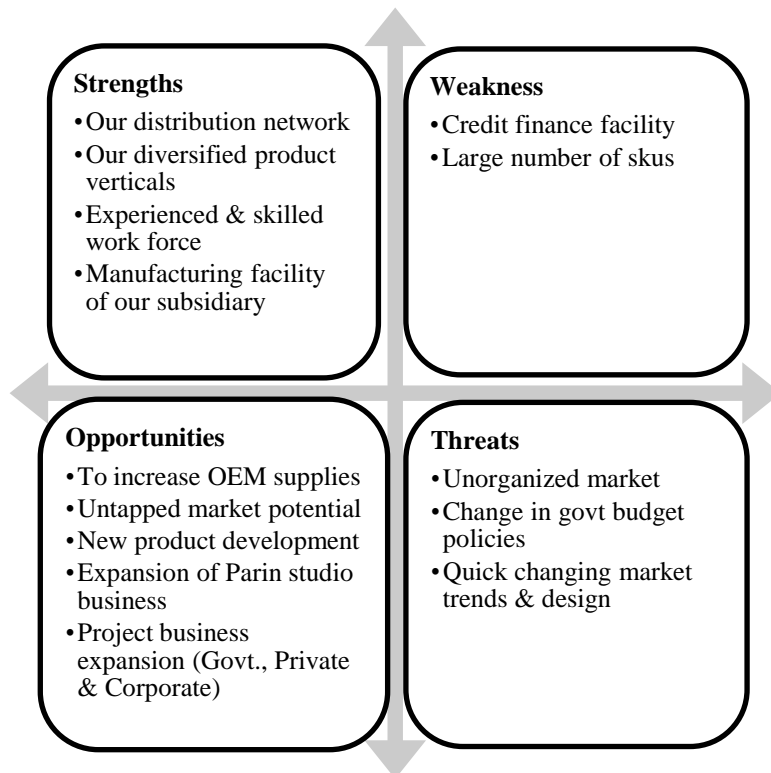 Strengths
•Our distribution network
•Our diversified product
verticals
•Experienced & skilled
work force
•Manufacturing facility
of our subsidiary
Weakness
•Credit finance facility
•Large number of skus
Opportunities
•To increase OEM supplies
•Untapped market potential
•New product development
•Expansion of Parin studio
business
•Project business
expansion (Govt., Private
& Corporate)
Threats
•Unorganized market
•Change in govt budget
policies
•Quick changing market
trends & design